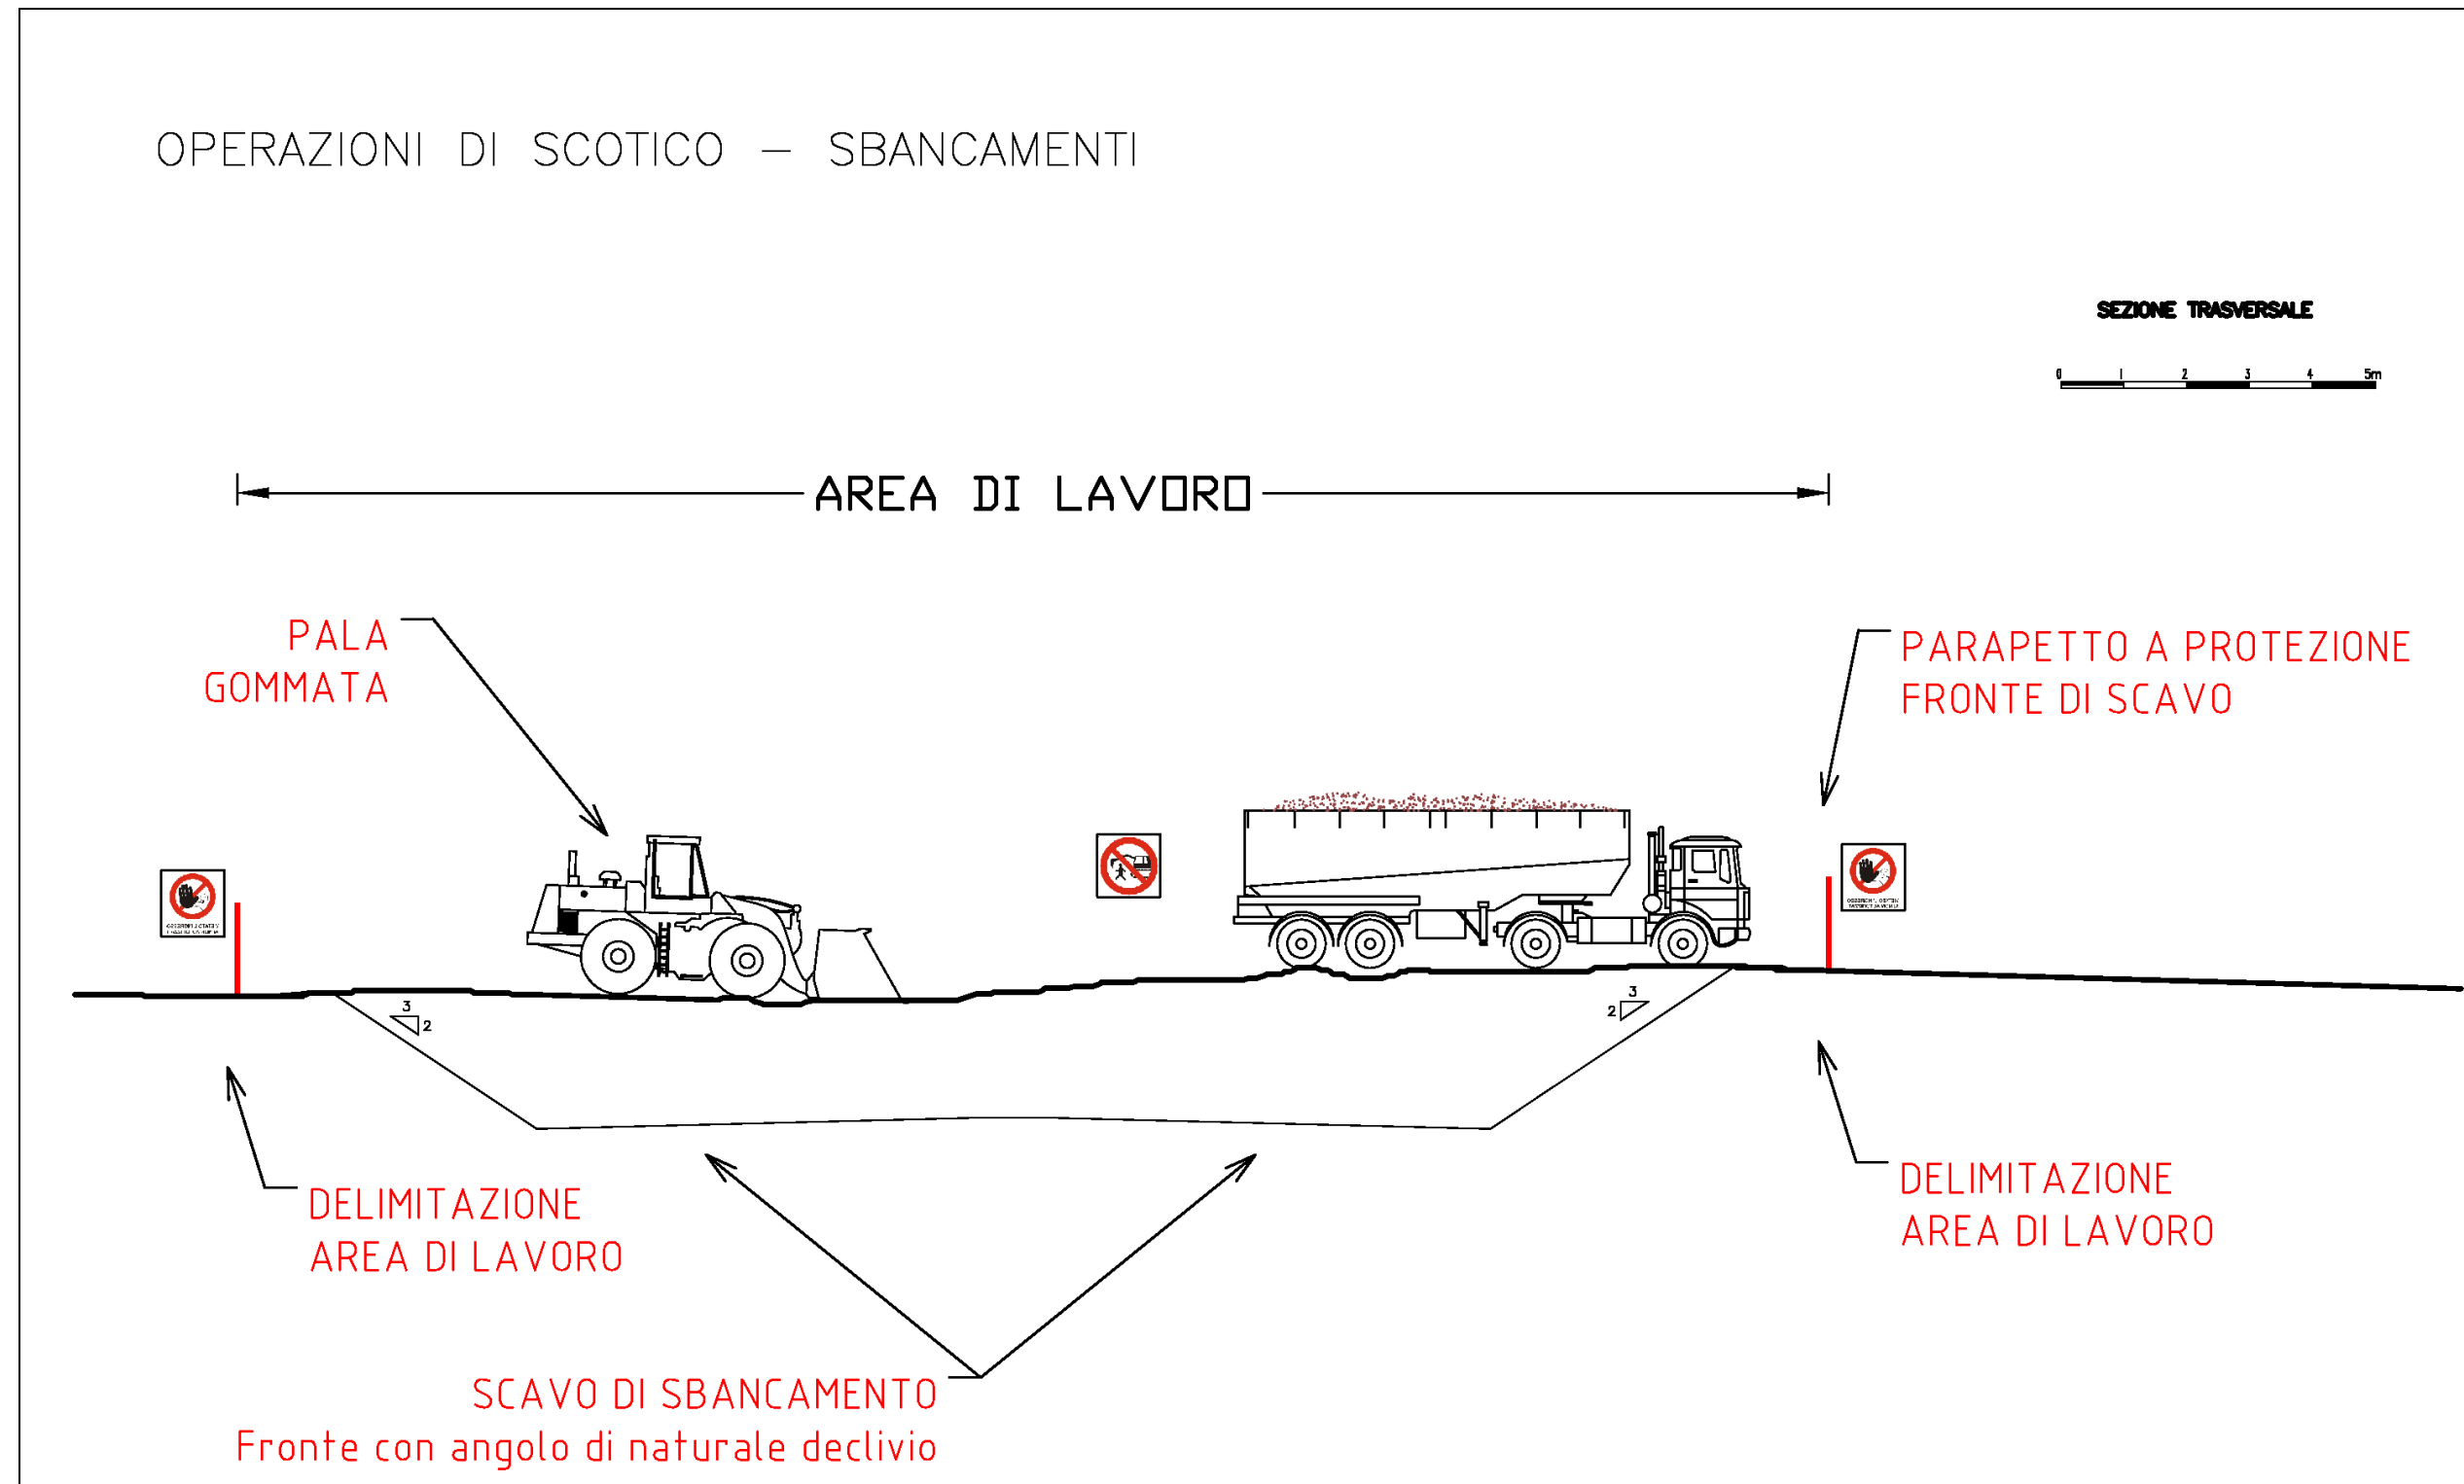 OPERAZIONI DI SCOTICO – SBANCAMENTI
SEZIONE TRASVERSALE
0 1 2 3 4 5m
AREA DI LAVORO
PALA
GOMMATA
PARAPETTO A PROTEZIONE
FRONTE DI SCAVO
3
2
3
2
DELIMITAZIONE
AREA DI LAVORO
DELIMITAZIONE
AREA DI LAVORO
SCAVO DI SBANCAMENTO
Fronte con angolo di naturale declivio